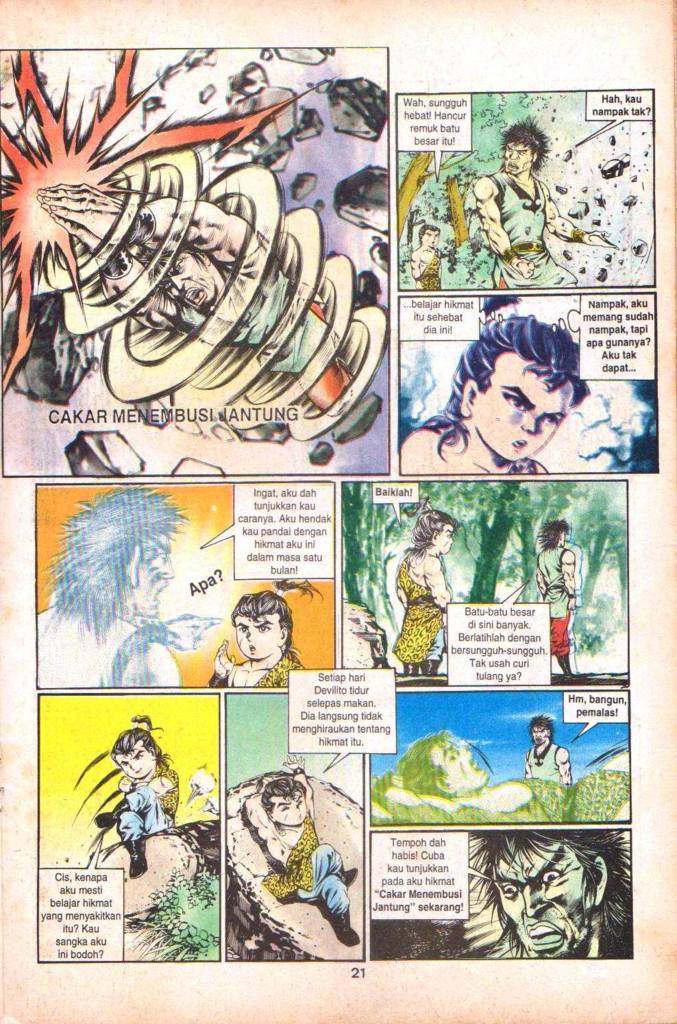 CAKAR MENEMBUSI JANTUNG
Wah, sungguh
hebat! Hancur
remuk batu
besar itu!
Hah, kau
nampak tak?
...belajar hikmat
itu sehebat
dia ini!
Nampak, aku
memang sudah
nampak, tapi
apa gunanya?
Aku tak
dapat...
Ingat, aku dah
tunjukkan kau
caranya. Aku hendak
kau pandai dengan
hikmat aku ini
dalam masa satu
bulan!
Apa?
Baiklah!
Batu-batu besar
di sini banyak.
Berlatihlah dengan
bersungguh-sungguh.
Tak usah curi
tulang ya?
Cis, kenapa
aku mesti
belajar hikmat
yang menyakitkan
itu? Kau
sangka aku
ini bodoh?
Setiap hari
Devilito tidur
selepas makan.
Dia langsung tidak
menghiraukan tentang
hikmat itu.
Hm, bangun,
pemalas!
Tempoh dah
habis! Cuba
kau tunjukkan
pada aku hikmat
"Cakar Menembusi
Jantung" sekarang!
21